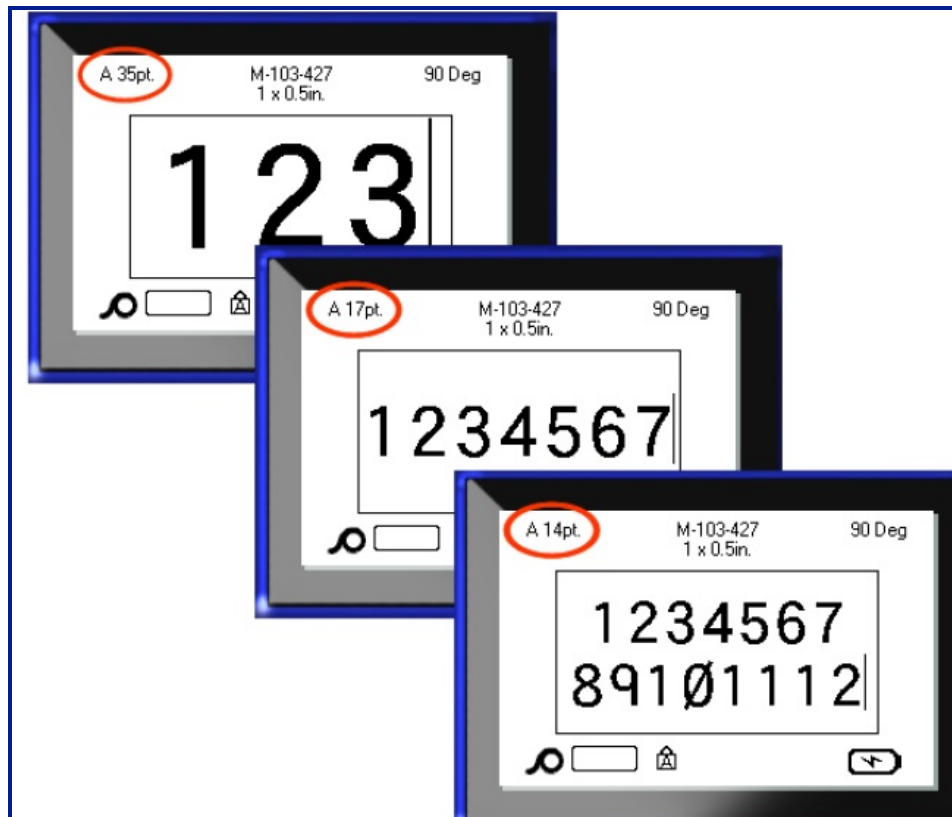 A 35pt. M-103-427 90 Deg
1 x 0.5in.
123
A
A 17pt. M-103-427 90 Deg
1 x 0.5in.
1234567
A 14pt. M-103-427 90 Deg
1 x 0.5in.
1234567
891Ø1112
A